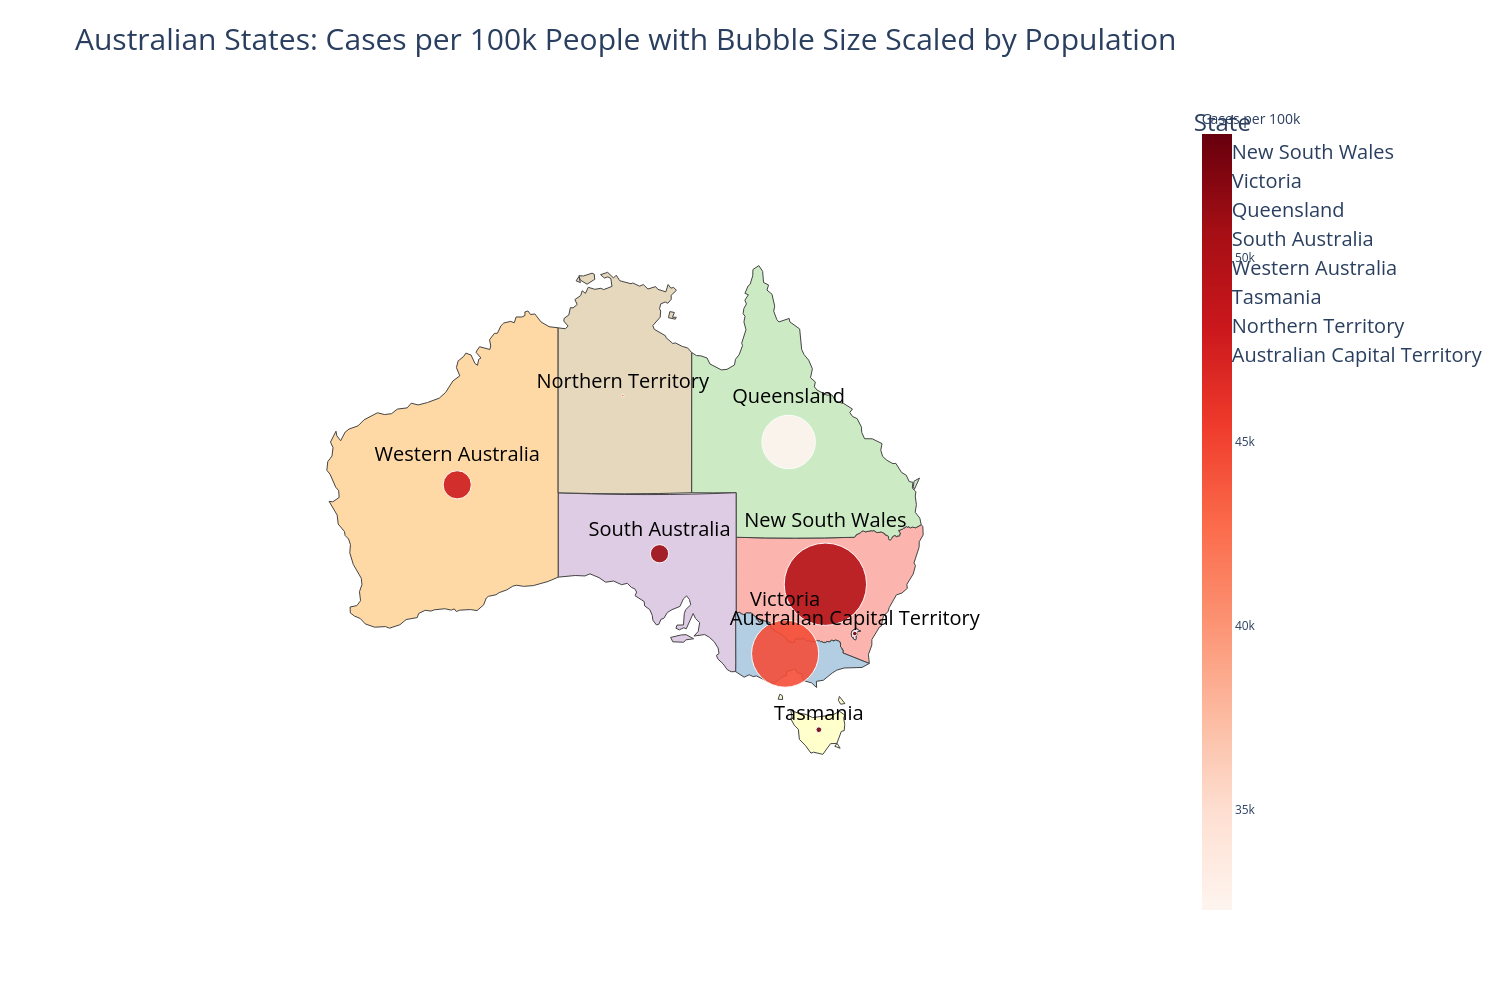 Australian States: Cases per 100k People with Bubble Size Scaled by Population
Cases per 100k
State
New South Wales
Victoria
Queensland
South Australia
50k
Western Australia
Tasmania
Northern Territory
Australian Capital Territory
45k
40k
35k
Northern Territory
Queensland
Western Australia
New South Wales
South Australia
Victoria
Australian Capital Territory
Tasmania